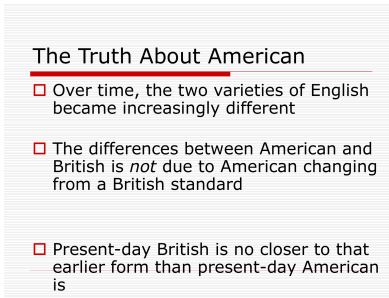 The Truth About American
Over time, the two varieties of English
became increasingly different
The differences between American and
British is not due to American changing
from a British standard
Present-day British is no closer to that
earlier form than present-day American
is